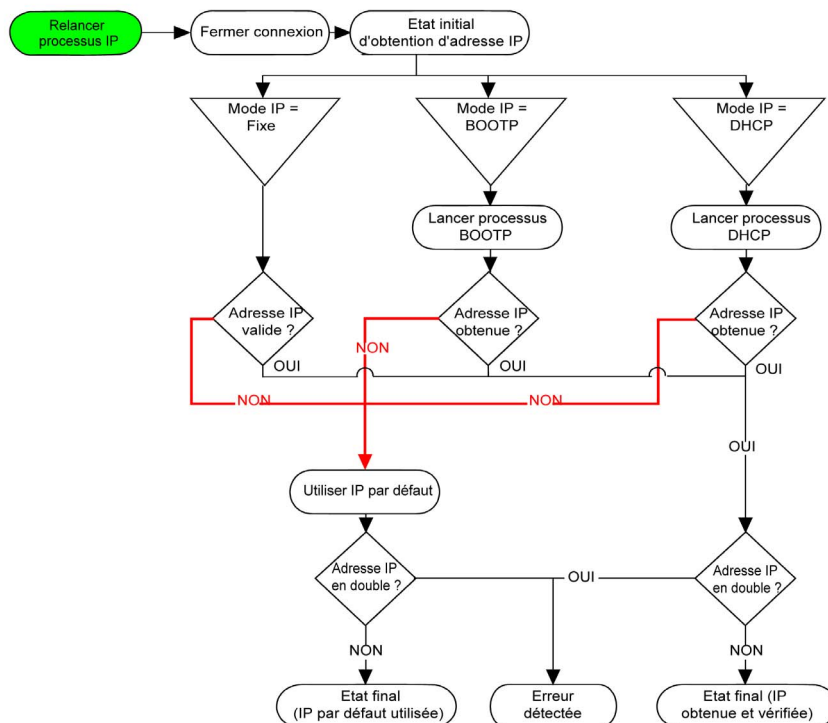 Relancer
processus IP
Fermer connexion
Etat initial
d'obtention d'adresse IP
Mode IP =
Fixe
Mode IP =
BOOTP
Mode IP =
DHCP
Lancer processus
BOOTP
Lancer processus
DHCP
Adresse IP
valide ?
Adresse IP
obtenue ?
Adresse IP
obtenue ?
NON
OUI
OUI
OUI
NON
NON
OUI
Utiliser IP par défaut
Adresse IP
en double ?
OUI
Adresse IP
en double ?
NON
NON
Etat final
(IP par défaut utilisée)
Erreur
détectée
Etat final (IP
obtenue et vérifiée)